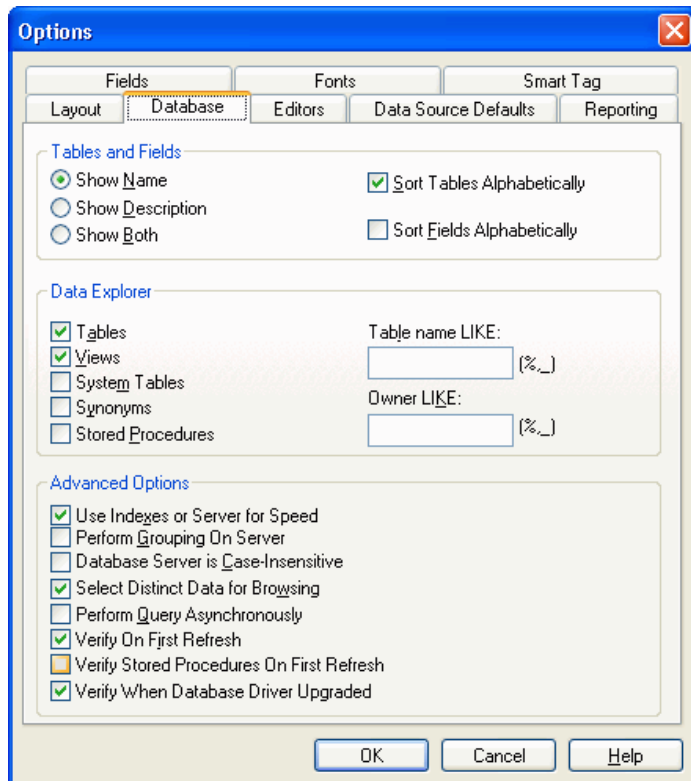 Options
Fields Fonts Smart Tag
Layout Database Editors Data Source Defaults Reporting
Tables and Fields
Show Name
Sort Tables Alphabetically
Show Description
Show Both
Sort Fields Alphabetically
Data Explorer
Tables
Views
System Tables
Synonyms
Stored Procedures
Table name LIKE:
(%,_)
Owner LIKE:
(%,_)
Advanced Options
Use Indexes or Server for Speed
Perform Grouping On Server
Database Server is Case-Insensitive
Select Distinct Data for Browsing
Perform Query Asynchronously
Verify On First Refresh
Verify Stored Procedures On First Refresh
Verify When Database Driver Upgraded
OK Cancel Help